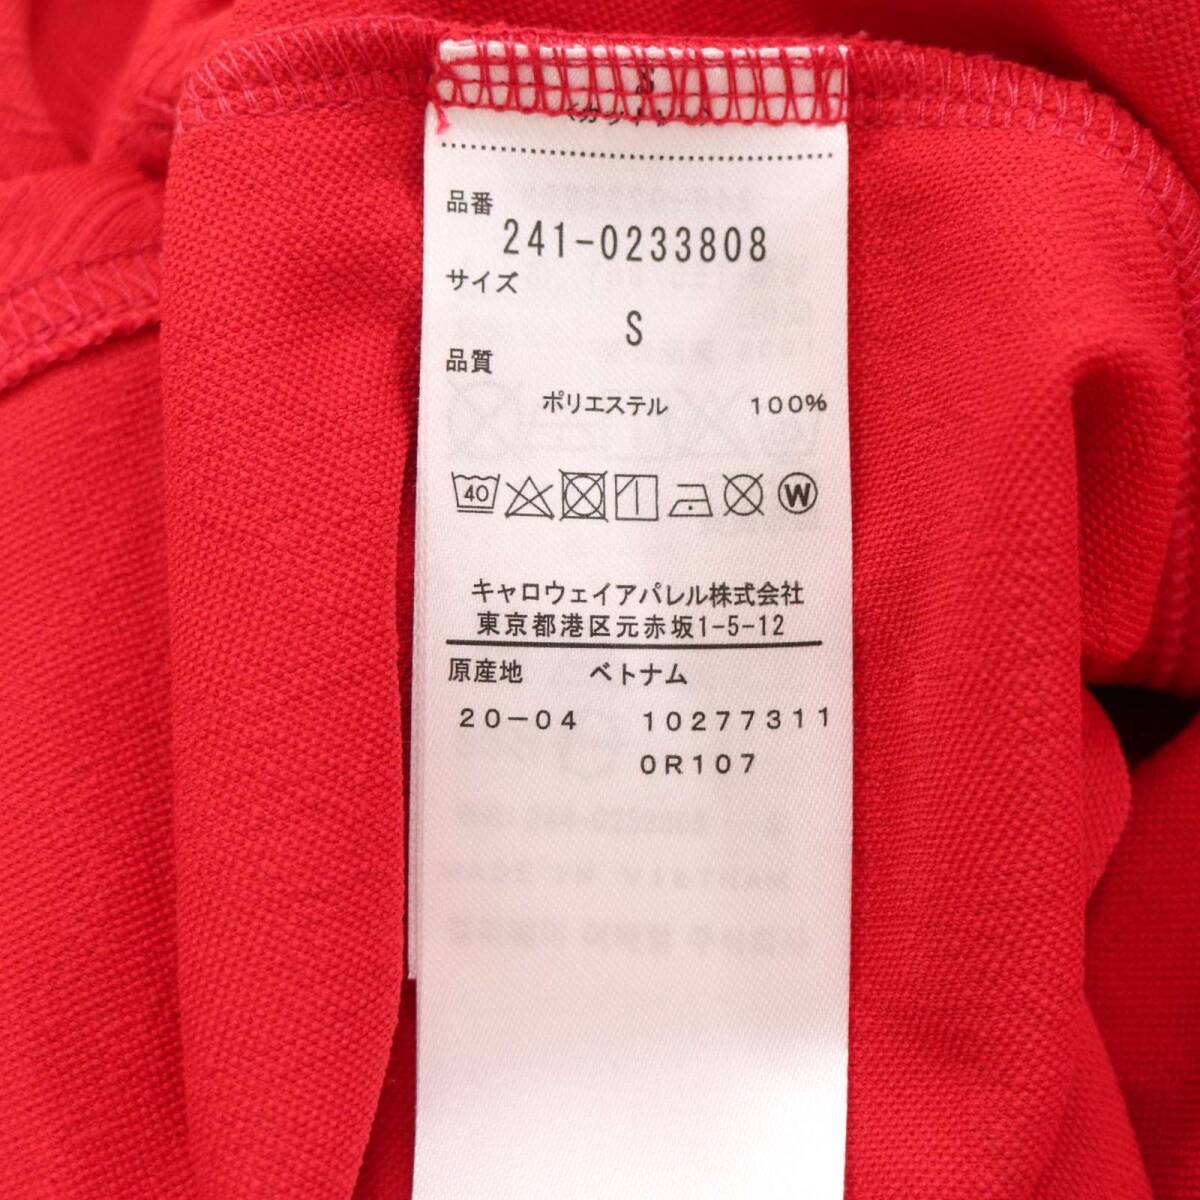 品番
241-0233808
サイズ
S
品質
ポリエステル 100%
40 W
キャロウェイアパレル株式会社
東京都港区元赤坂1-5-12
原産地 ベトナム
20-04 10277311
0R107